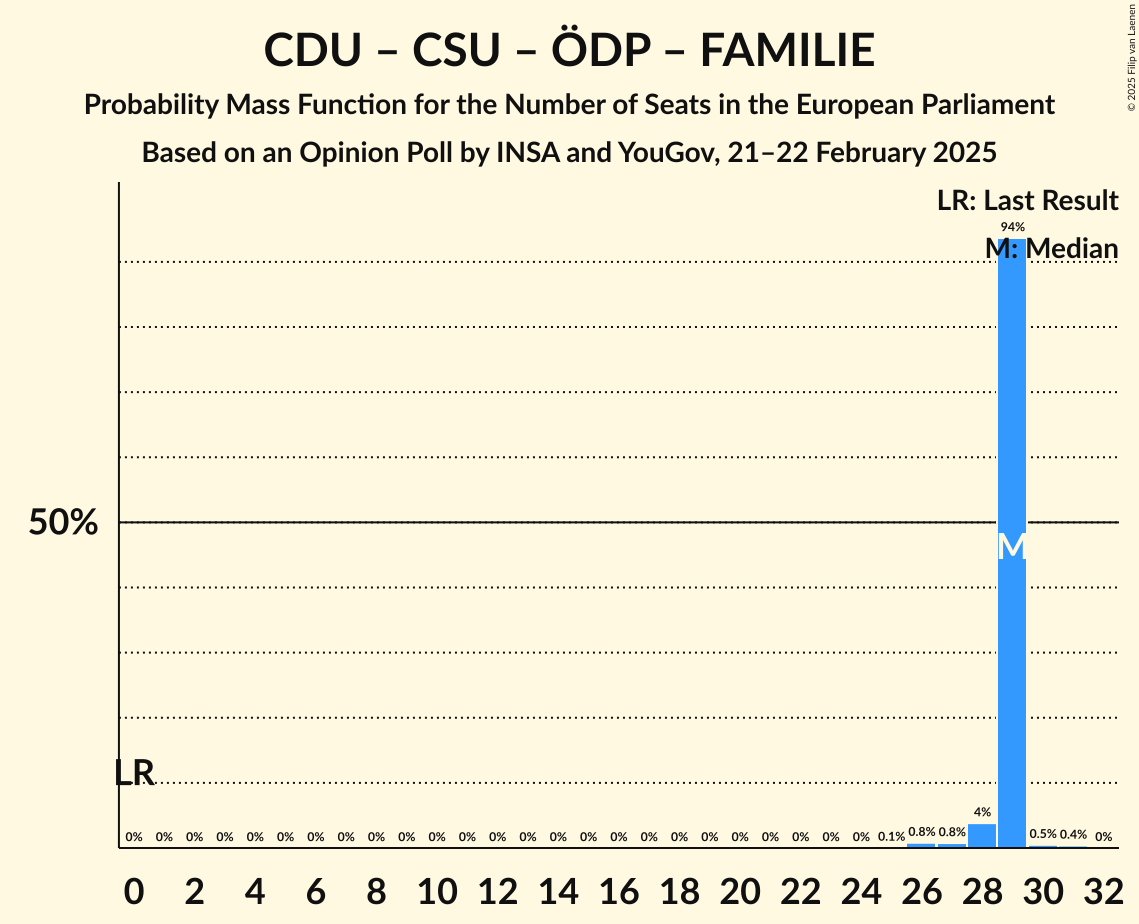 CDU – CSU – ÖDP – FAMILIE
Probability Mass Function for the Number of Seats in the European Parliament
Based on an Opinion Poll by INSA and YouGov, 21–22 February 2025
© 2025 Filip van Laenen
LR: Last Result
94%
M: Median
50%
M
LR
4%
0% 0% 0% 0% 0% 0% 0% 0% 0% 0% 0% 0% 0% 0% 0% 0% 0% 0% 0% 0% 0% 0% 0% 0% 0% 0.1% 0.8% 0.8% 0.5% 0.4% 0%
0 2 4 6 8 10 12 14 16 18 20 22 24 26 28 30 32